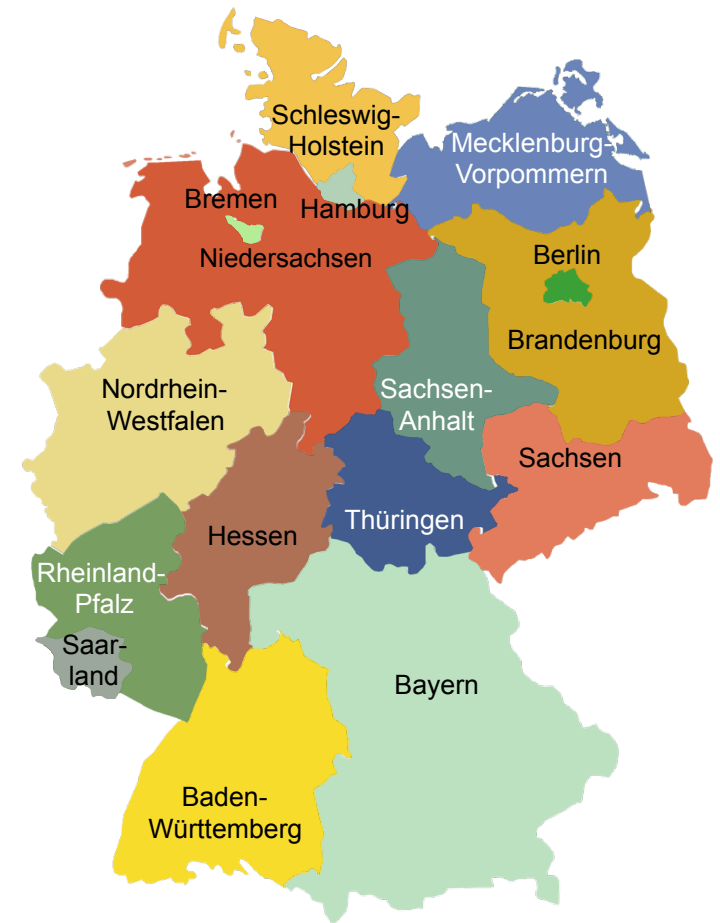 Schleswig-
Holstein
Mecklenburg-
Vorpommern
Bremen
Hamburg
Niedersachsen
Berlin
Brandenburg
Nordrhein-
Westfalen
Sachsen-
Anhalt
Sachsen
Thüringen
Hessen
Rheinland-
Pfalz
Saar-
land
Bayern
Baden-
Württemberg